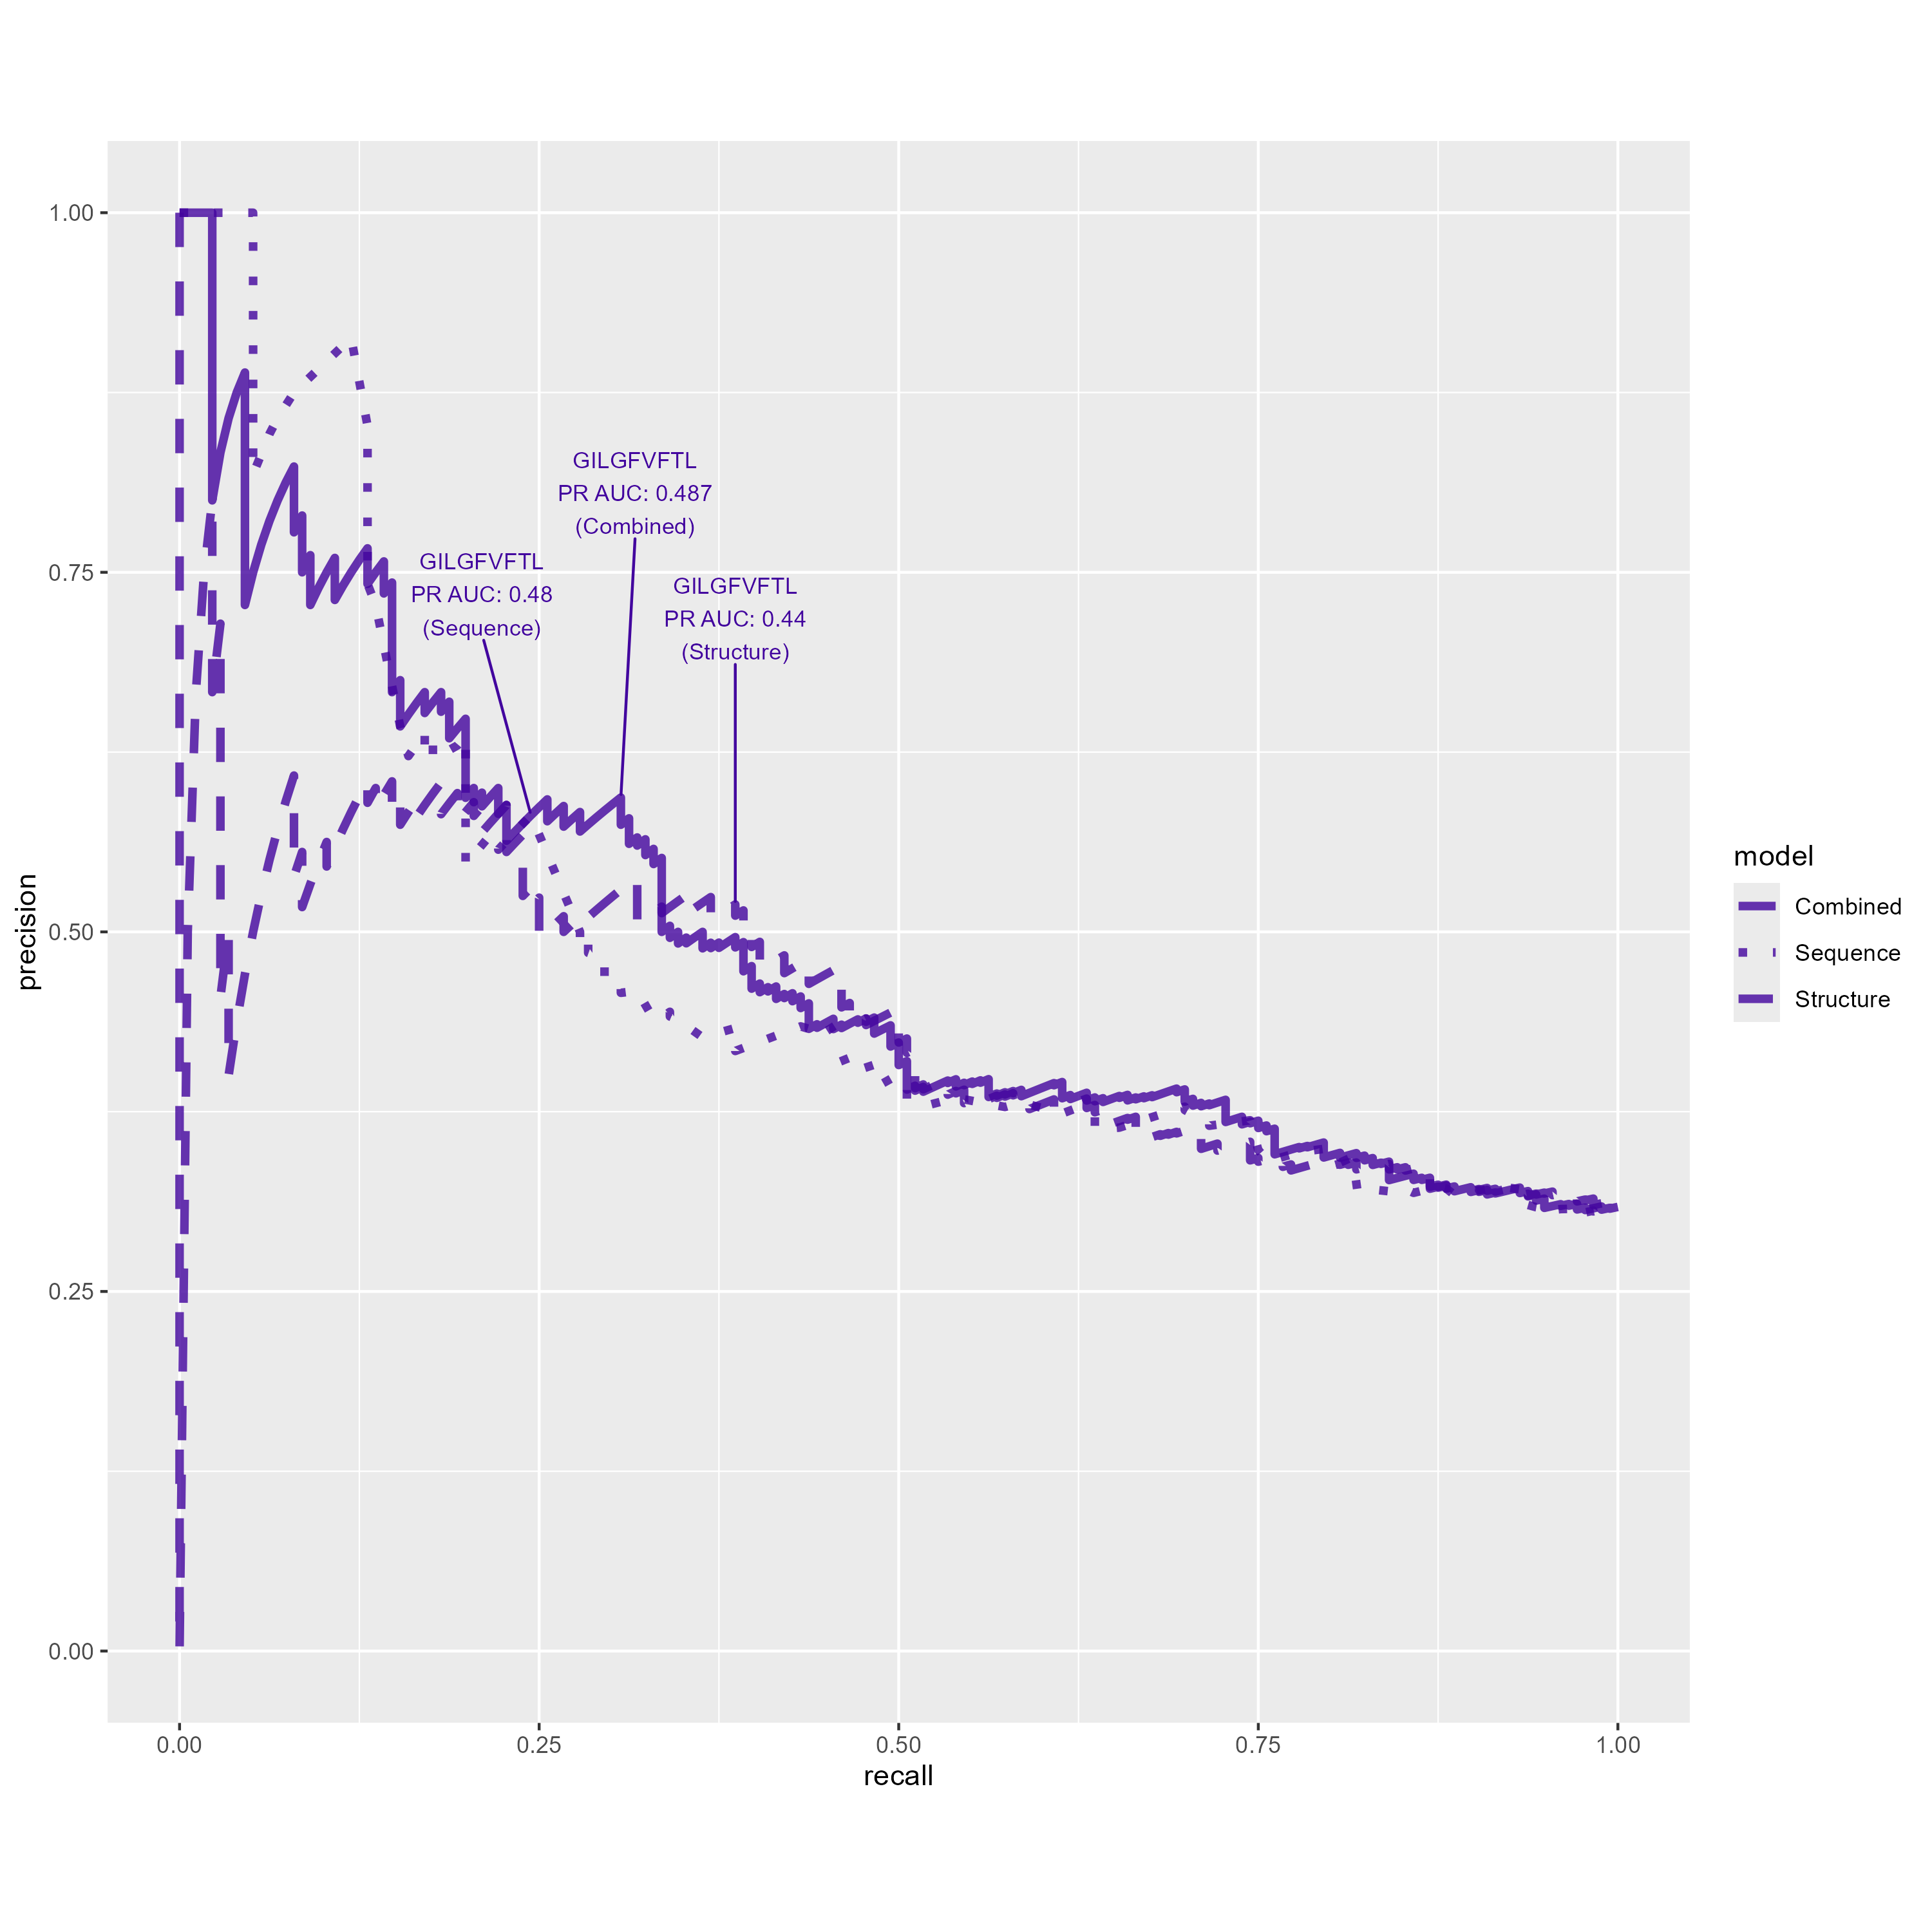 GILGFVFTL
PR AUC: 0.487
(Combined)
GILGFVFTL
PR AUC: 0.48
(Sequence)
GILGFVFTL
PR AUC: 0.44
(Structure)
1.00
0.75
0.50
0.25
0.00
precision
0.00
0.25
0.50
0.75
1.00
recall
model
Combined
Sequence
Structure